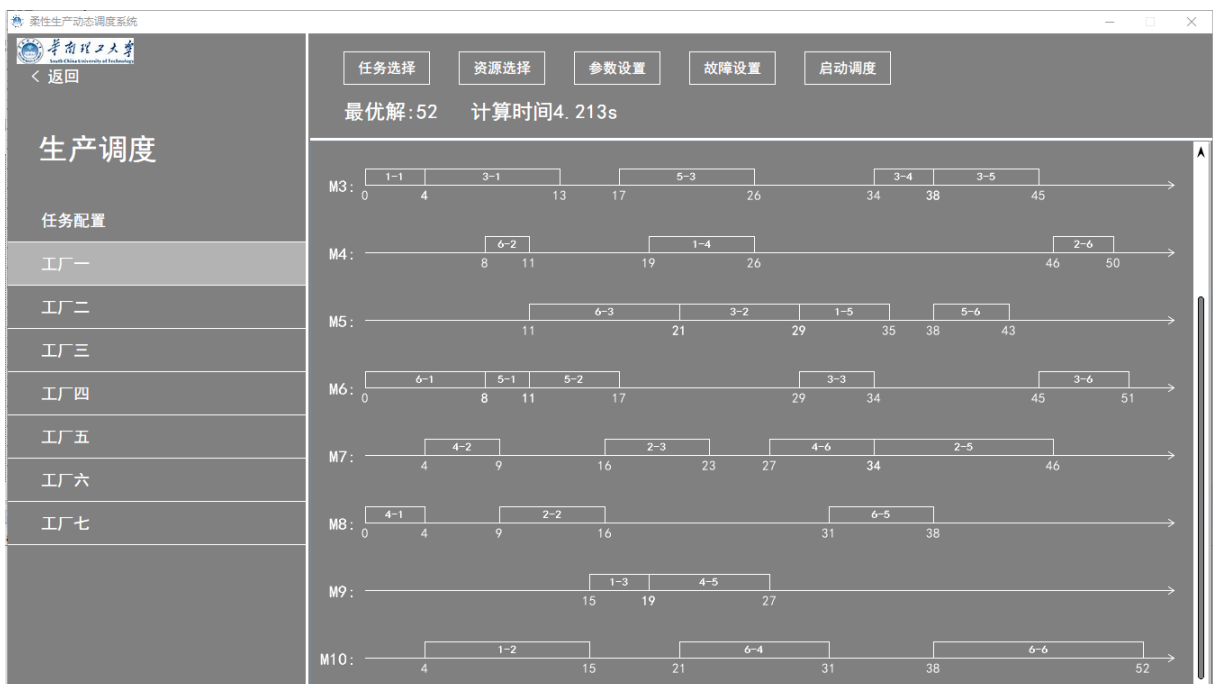 柔性生产动态调度系统
华南理工大学
South China University of Technology
< 返回
任务选择 资源选择 参数设置 故障设置 启动调度
最优解:52 计算时间4.213s
生产调度
任务配置
工厂一
工厂二
工厂三
工厂四
工厂五
工厂六
工厂七
1-1 3-1 5-3 3-4 3-5
M3:
0 4 13 17 26 34 38 45
6-2 1-4 2-6
M4:
8 11 19 26 46 50
6-3 3-2 1-5 5-6
M5:
11 21 29 35 38 43
6-1 5-1 5-2 3-3 3-6
M6:
0 8 11 17 29 34 45 51
4-2 2-3 4-6 2-5
M7:
4 9 16 23 27 34 46
4-1 2-2 6-5
M8:
0 4 9 16 31 38
1-3 4-5
M9:
15 19 27
1-2 6-4 6-6
M10:
4 15 21 31 38 52